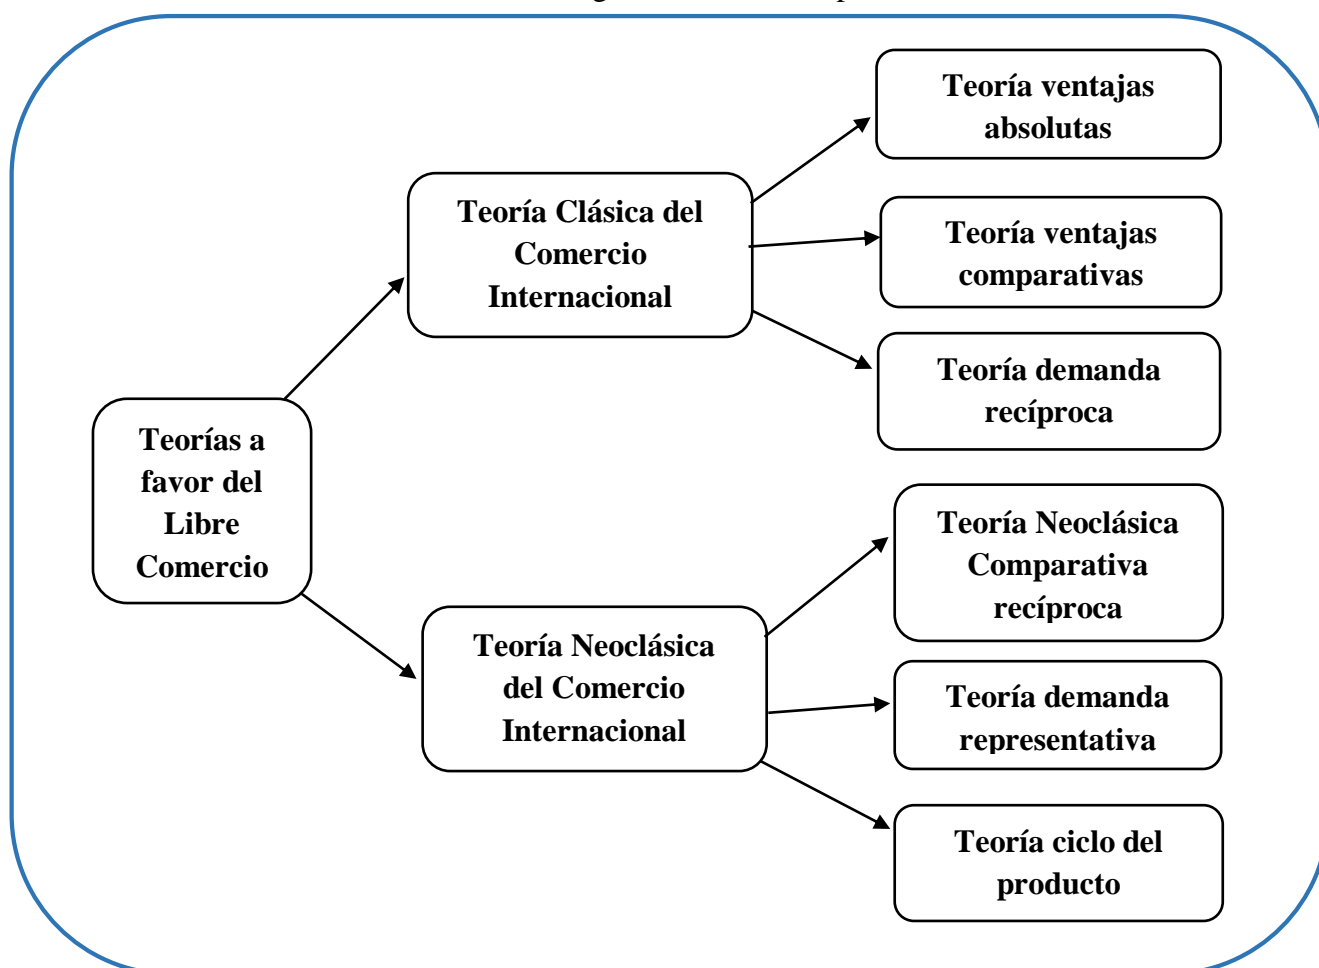 Teoría ventajas
absolutas
Teoría Clásica del
Comercio
Internacional
Teoría ventajas
comparativas
Teoría demanda
recíproca
Teorías a
favor del
Libre
Comercio
Teoría Neoclásica
Comparativa
recíproca
Teoría Neoclásica
del Comercio
Internacional
Teoría demanda
representativa
Teoría ciclo del
producto